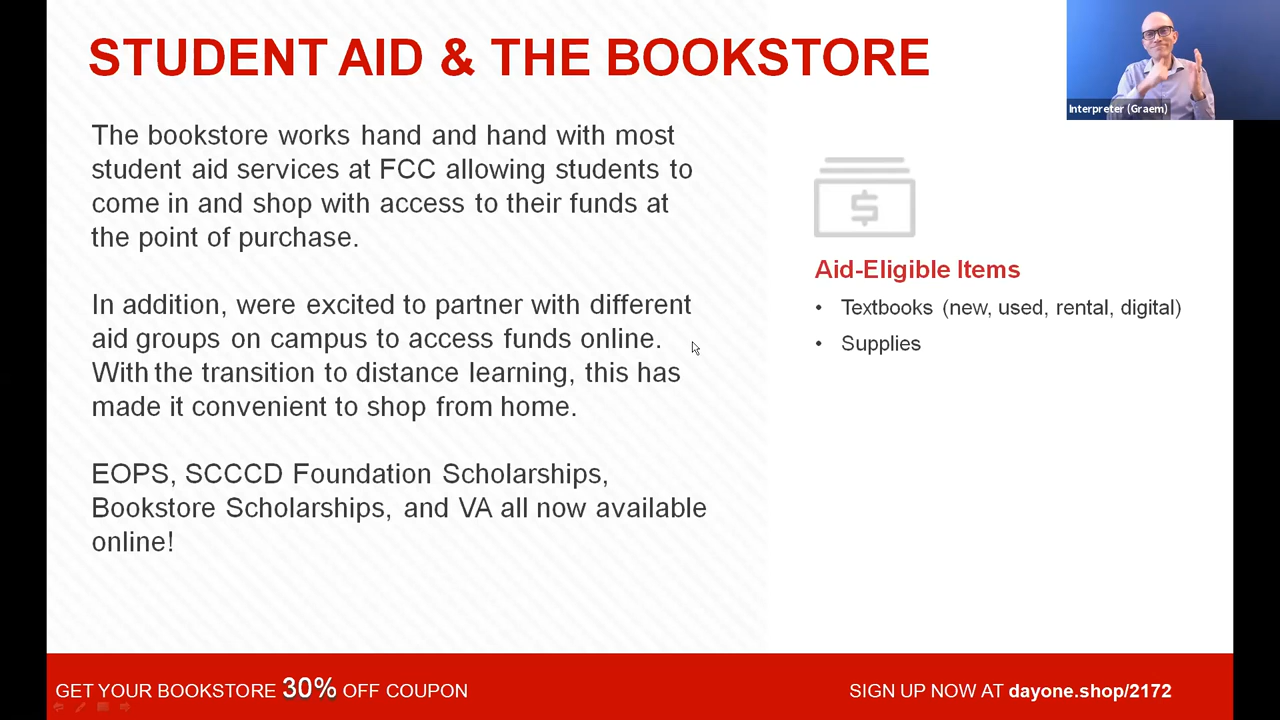 STUDENT AID & THE BOOKSTORE
Interpreter (Graem)
The bookstore works hand and hand with most
student aid services at FCC allowing students to
come in and shop with access to their funds at
the point of purchase.
In addition, were excited to partner with different
aid groups on campus to access funds online.
With the transition to distance learning, this has
made it convenient to shop from home.
EOPS, SCCCD Foundation Scholarships,
Bookstore Scholarships, and VA all now available
online!
$
Aid-Eligible Items
• Textbooks (new, used, rental, digital)
• Supplies
GET YOUR BOOKSTORE 30% OFF COUPON
SIGN UP NOW AT dayone.shop/2172